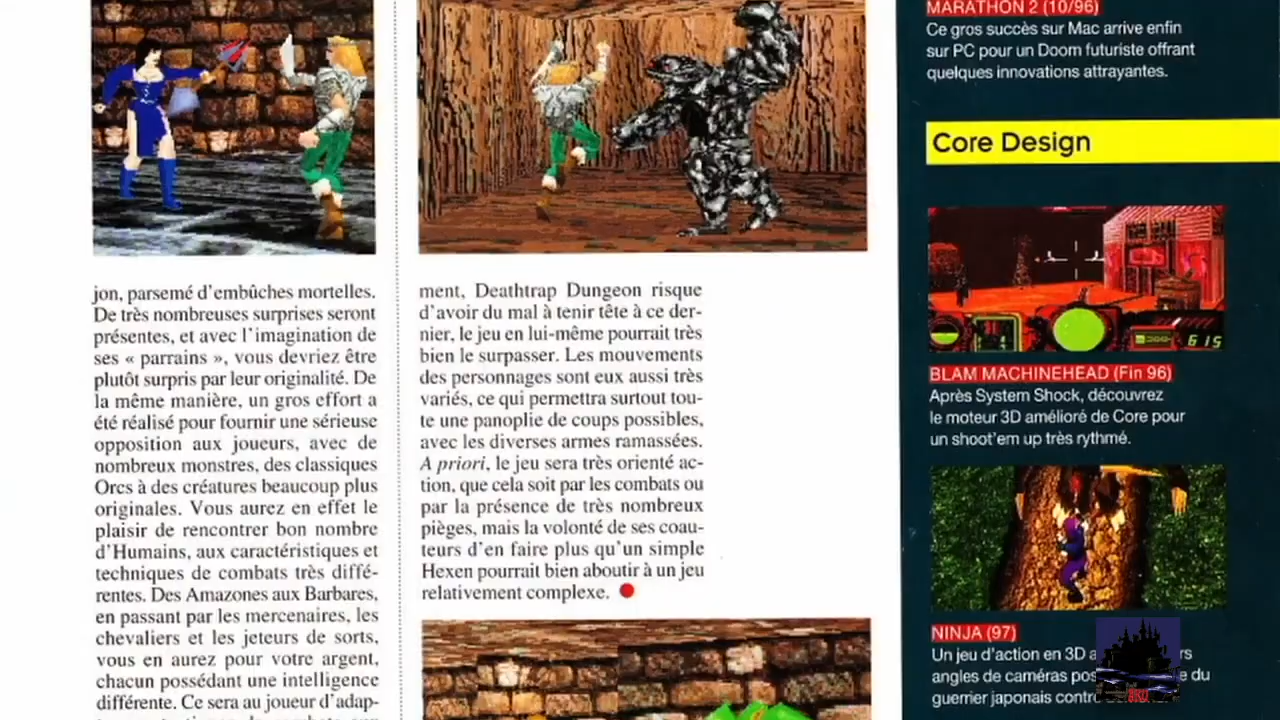 jon, parsemé d'embûches mortelles.
De très nombreuses surprises seront
présentes, et avec l'imagination de
ses « parrains », vous devriez être
plutôt surpris par leur originalité. De
la même manière, un gros effort a
été réalisé pour fournir une sérieuse
opposition aux joueurs, avec de
nombreux monstres, des classiques
Orcs à des créatures beaucoup plus
originales. Vous aurez en effet le
plaisir de rencontrer bon nombre
d'Humains, aux caractéristiques et
techniques de combats très diffé-
rentes. Des Amazones aux Barbares,
en passant par les mercenaires, les
chevaliers et les jeteurs de sorts,
vous en aurez pour votre argent,
chacun possédant une intelligence
différente. Ce sera au joueur d'adap-
ment, Deathtrap Dungeon risque
d'avoir du mal à tenir tête à ce der-
nier, le jeu en lui-même pourrait très
bien le surpasser. Les mouvements
des personnages sont eux aussi très
variés, ce qui permettra surtout tou-
te une panoplie de coups possibles,
avec les diverses armes ramassées.
A priori, le jeu sera très orienté ac-
tion, que cela soit par les combats ou
par la présence de très nombreux
pièges, mais la volonté de ses coau-
teurs d'en faire plus qu'un simple
Hexen pourrait bien aboutir à un jeu
relativement complexe.
MARATHON 2 (10/96)
Ce gros succès sur Mac arrive enfin
sur PC pour un Doom futuriste offrant
quelques innovations attrayantes.
Core Design
615
BLAM MACHINEHEAD (Fin 96)
Après System Shock, découvrez
le moteur 3D amélioré de Core pour
un shoot'em up très rythmé.
NINJA (97)
Un jeu d'action en 3D
angles de caméras du
guerrier japonais